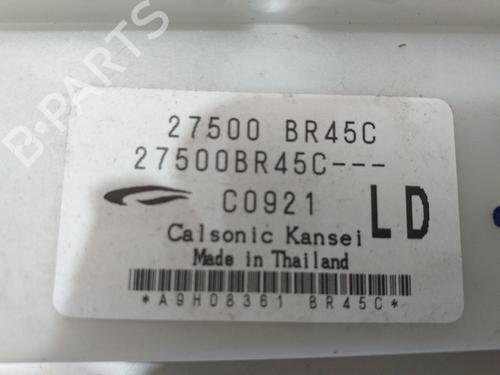 27500 BR45C
27500BR45C---
C0921
LD
Calsonic Kansei
Made in Thailand
*A9H08361 BR45C*
B-PARTS